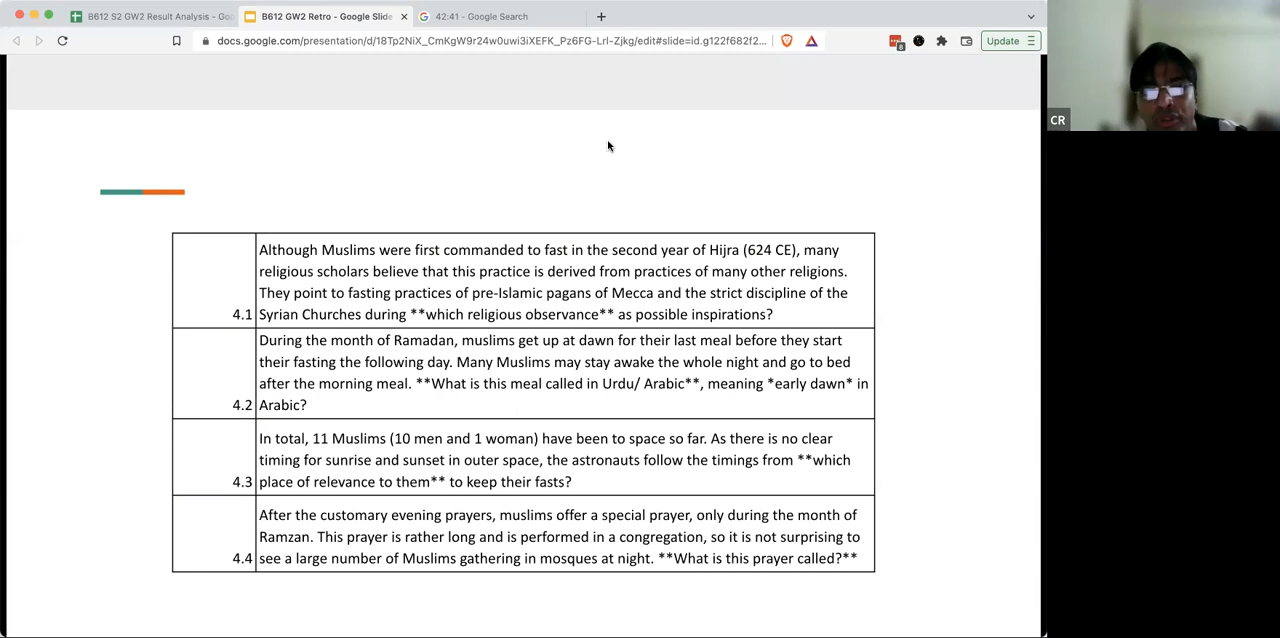 B612 S2 GW2 Result Analysis - Goo
B612 GW2 Retro - Google Slide
42:41 - Google Search
docs.google.com/presentation/d/18Tp2NiX_CmKgW9r24w0uwi3iXEFK_Pz6FG-LrI-Zjkg/edit#slide=id.g122f682f2...
8
Update
CR
4.1
Although Muslims were first commanded to fast in the second year of Hijra (624 CE), many
religious scholars believe that this practice is derived from practices of many other religions.
They point to fasting practices of pre-Islamic pagans of Mecca and the strict discipline of the
Syrian Churches during **which religious observance** as possible inspirations?
4.2
During the month of Ramadan, muslims get up at dawn for their last meal before they start
their fasting the following day. Many Muslims may stay awake the whole night and go to bed
after the morning meal. **What is this meal called in Urdu/ Arabic**, meaning *early dawn* in
Arabic?
4.3
In total, 11 Muslims (10 men and 1 woman) have been to space so far. As there is no clear
timing for sunrise and sunset in outer space, the astronauts follow the timings from **which
place of relevance to them** to keep their fasts?
4.4
After the customary evening prayers, muslims offer a special prayer, only during the month of
Ramzan. This prayer is rather long and is performed in a congregation, so it is not surprising to
see a large number of Muslims gathering in mosques at night. **What is this prayer called?**